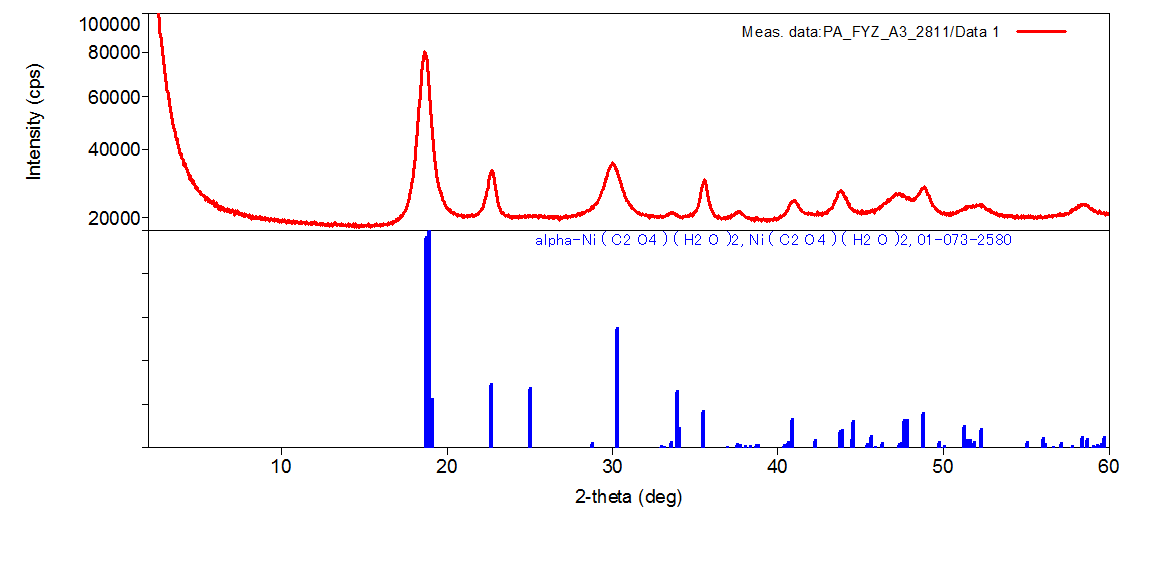 Meas. data:PA_FYZ_A3_2811/Data 1
Intensity (cps)
100000
80000
60000
40000
20000
alpha-Ni ( C2 O4 ) ( H2 O )2, Ni ( C2 O4 ) ( H2 O )2, 01-073-2580
10 20 30 40 50 60
2-theta (deg)